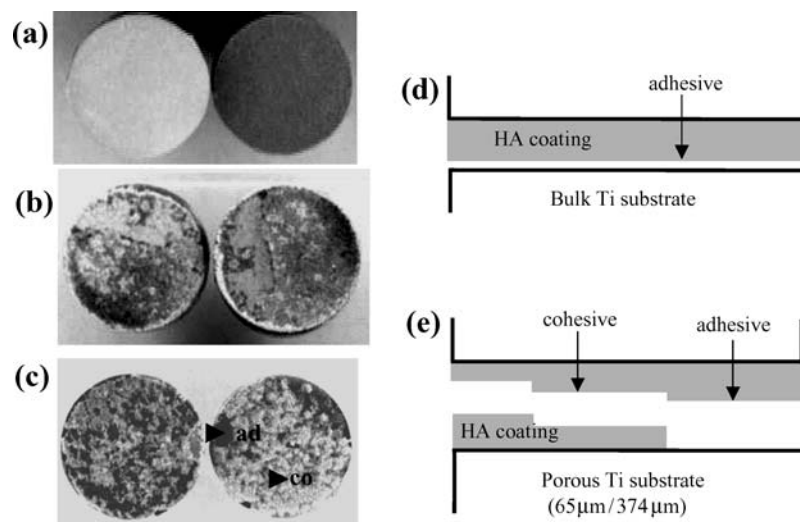 (a)
(b)
(c)
ad
co
(d)
adhesive
HA coating
Bulk Ti substrate
(e)
cohesive
adhesive
HA coating
Porous Ti substrate
(65μm/374μm)